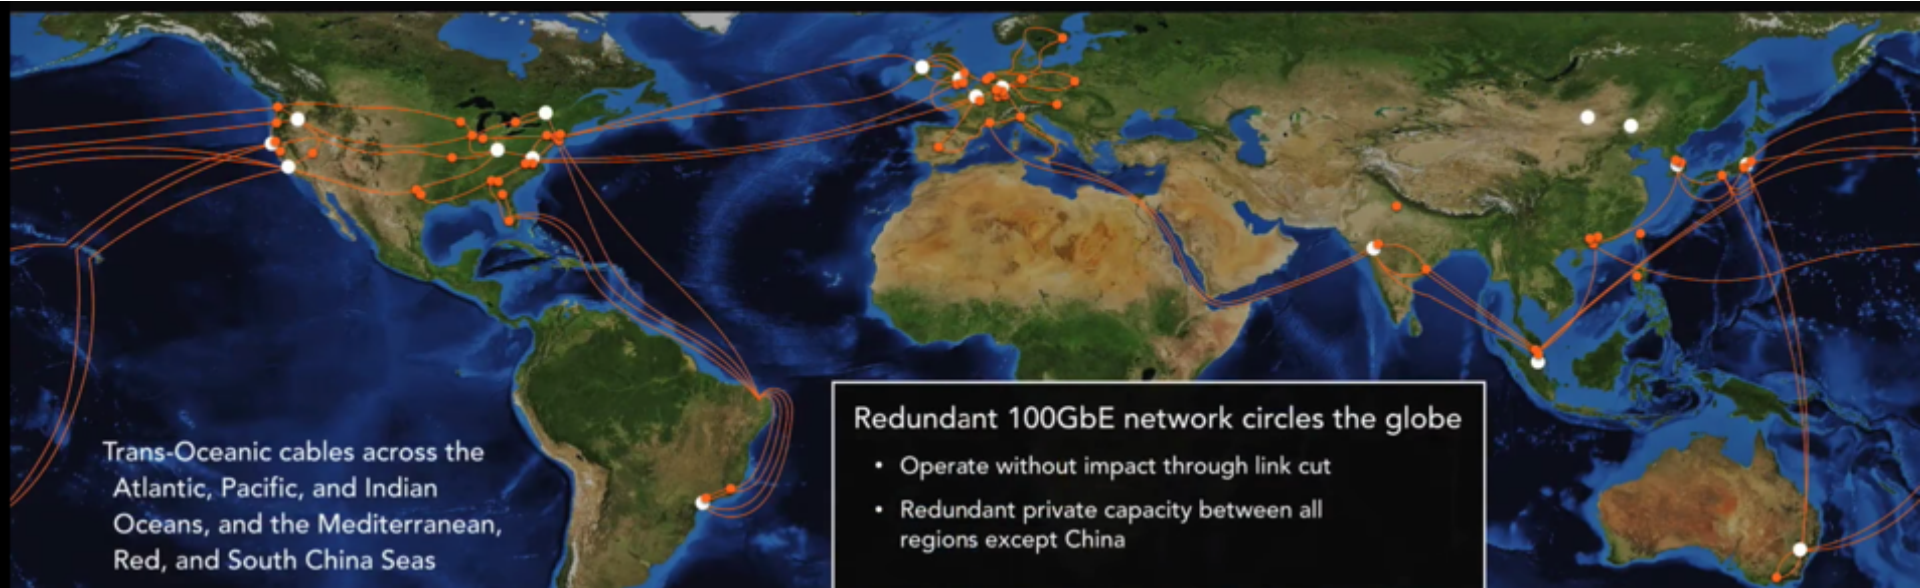 Trans-Oceanic cables across the
Atlantic, Pacific, and Indian
Oceans, and the Mediterranean,
Red, and South China Seas
Redundant 100GbE network circles the globe
• Operate without impact through link cut
• Redundant private capacity between all
regions except China